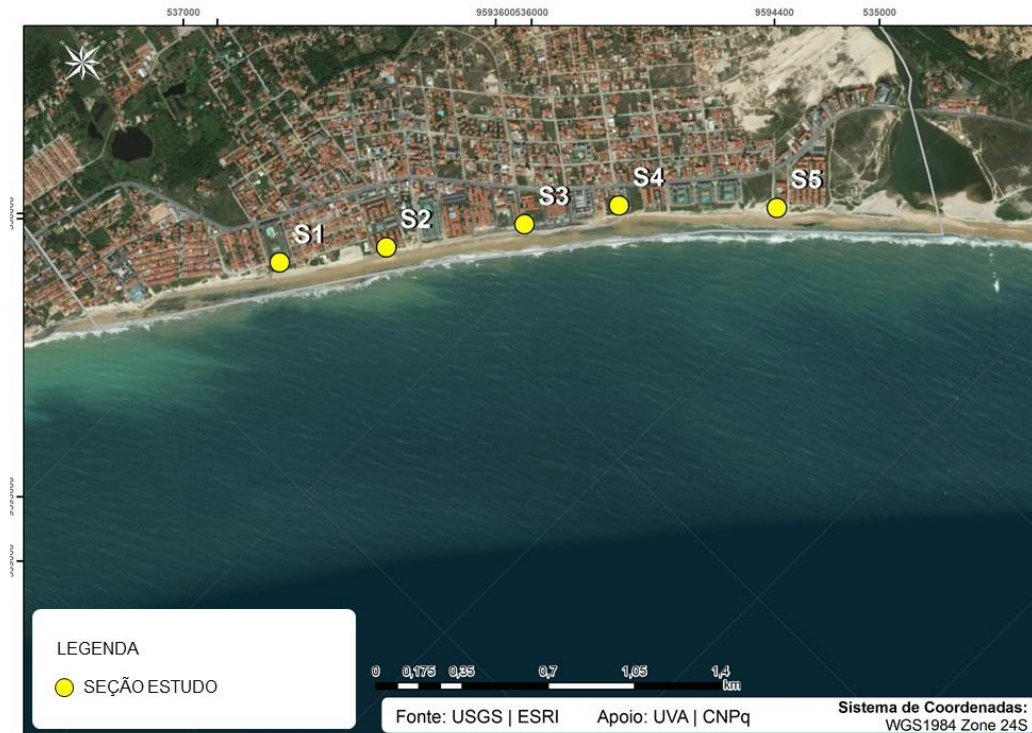 537000
9593600536000
9594400
535000
S1
S2
S3
S4
S5
LEGENDA
SEÇÃO ESTUDO
0 0,175 0,35 0,7 1,05 1,4
km
Fonte: USGS | ESRI Apoio: UVA | CNPq
Sistema de Coordenadas:
WGS1984 Zone 24S